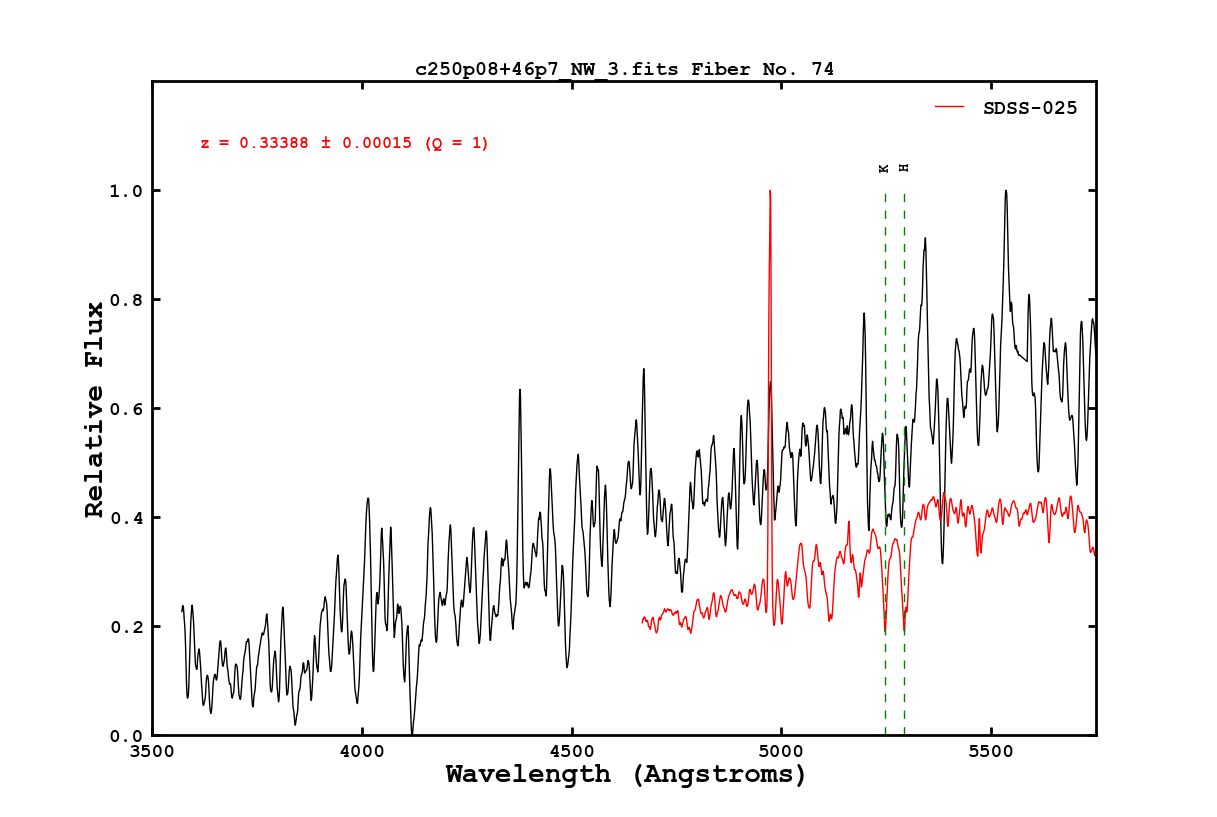 c250p08+46p7_NW_3.fits Fiber No. 74
SDSS-025
z = 0.33388 ± 0.00015 (Q = 1)
K H
1.0
0.8
0.6
0.4
0.2
0.0
Relative Flux
3500 4000 4500 5000 5500
Wavelength (Angstroms)